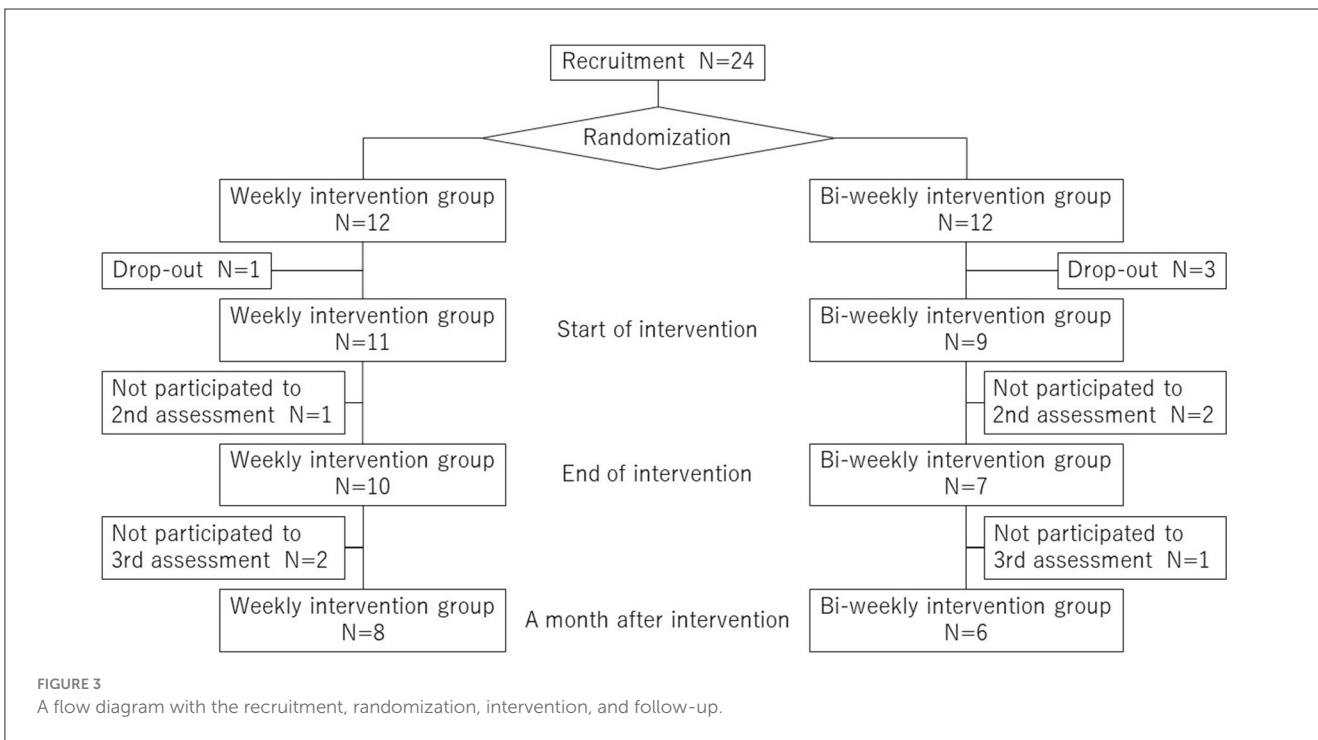 Recruitment N=24
Randomization
Weekly intervention group
N=12
Bi-weekly intervention group
N=12
Drop-out N=1
Drop-out N=3
Weekly intervention group
N=11
Start of intervention
Bi-weekly intervention group
N=9
Not participated to
2nd assessment N=1
Not participated to
2nd assessment N=2
Weekly intervention group
N=10
End of intervention
Bi-weekly intervention group
N=7
Not participated to
3rd assessment N=2
Not participated to
3rd assessment N=1
Weekly intervention group
N=8
A month after intervention
Bi-weekly intervention group
N=6
FIGURE 3
A flow diagram with the recruitment, randomization, intervention, and follow-up.